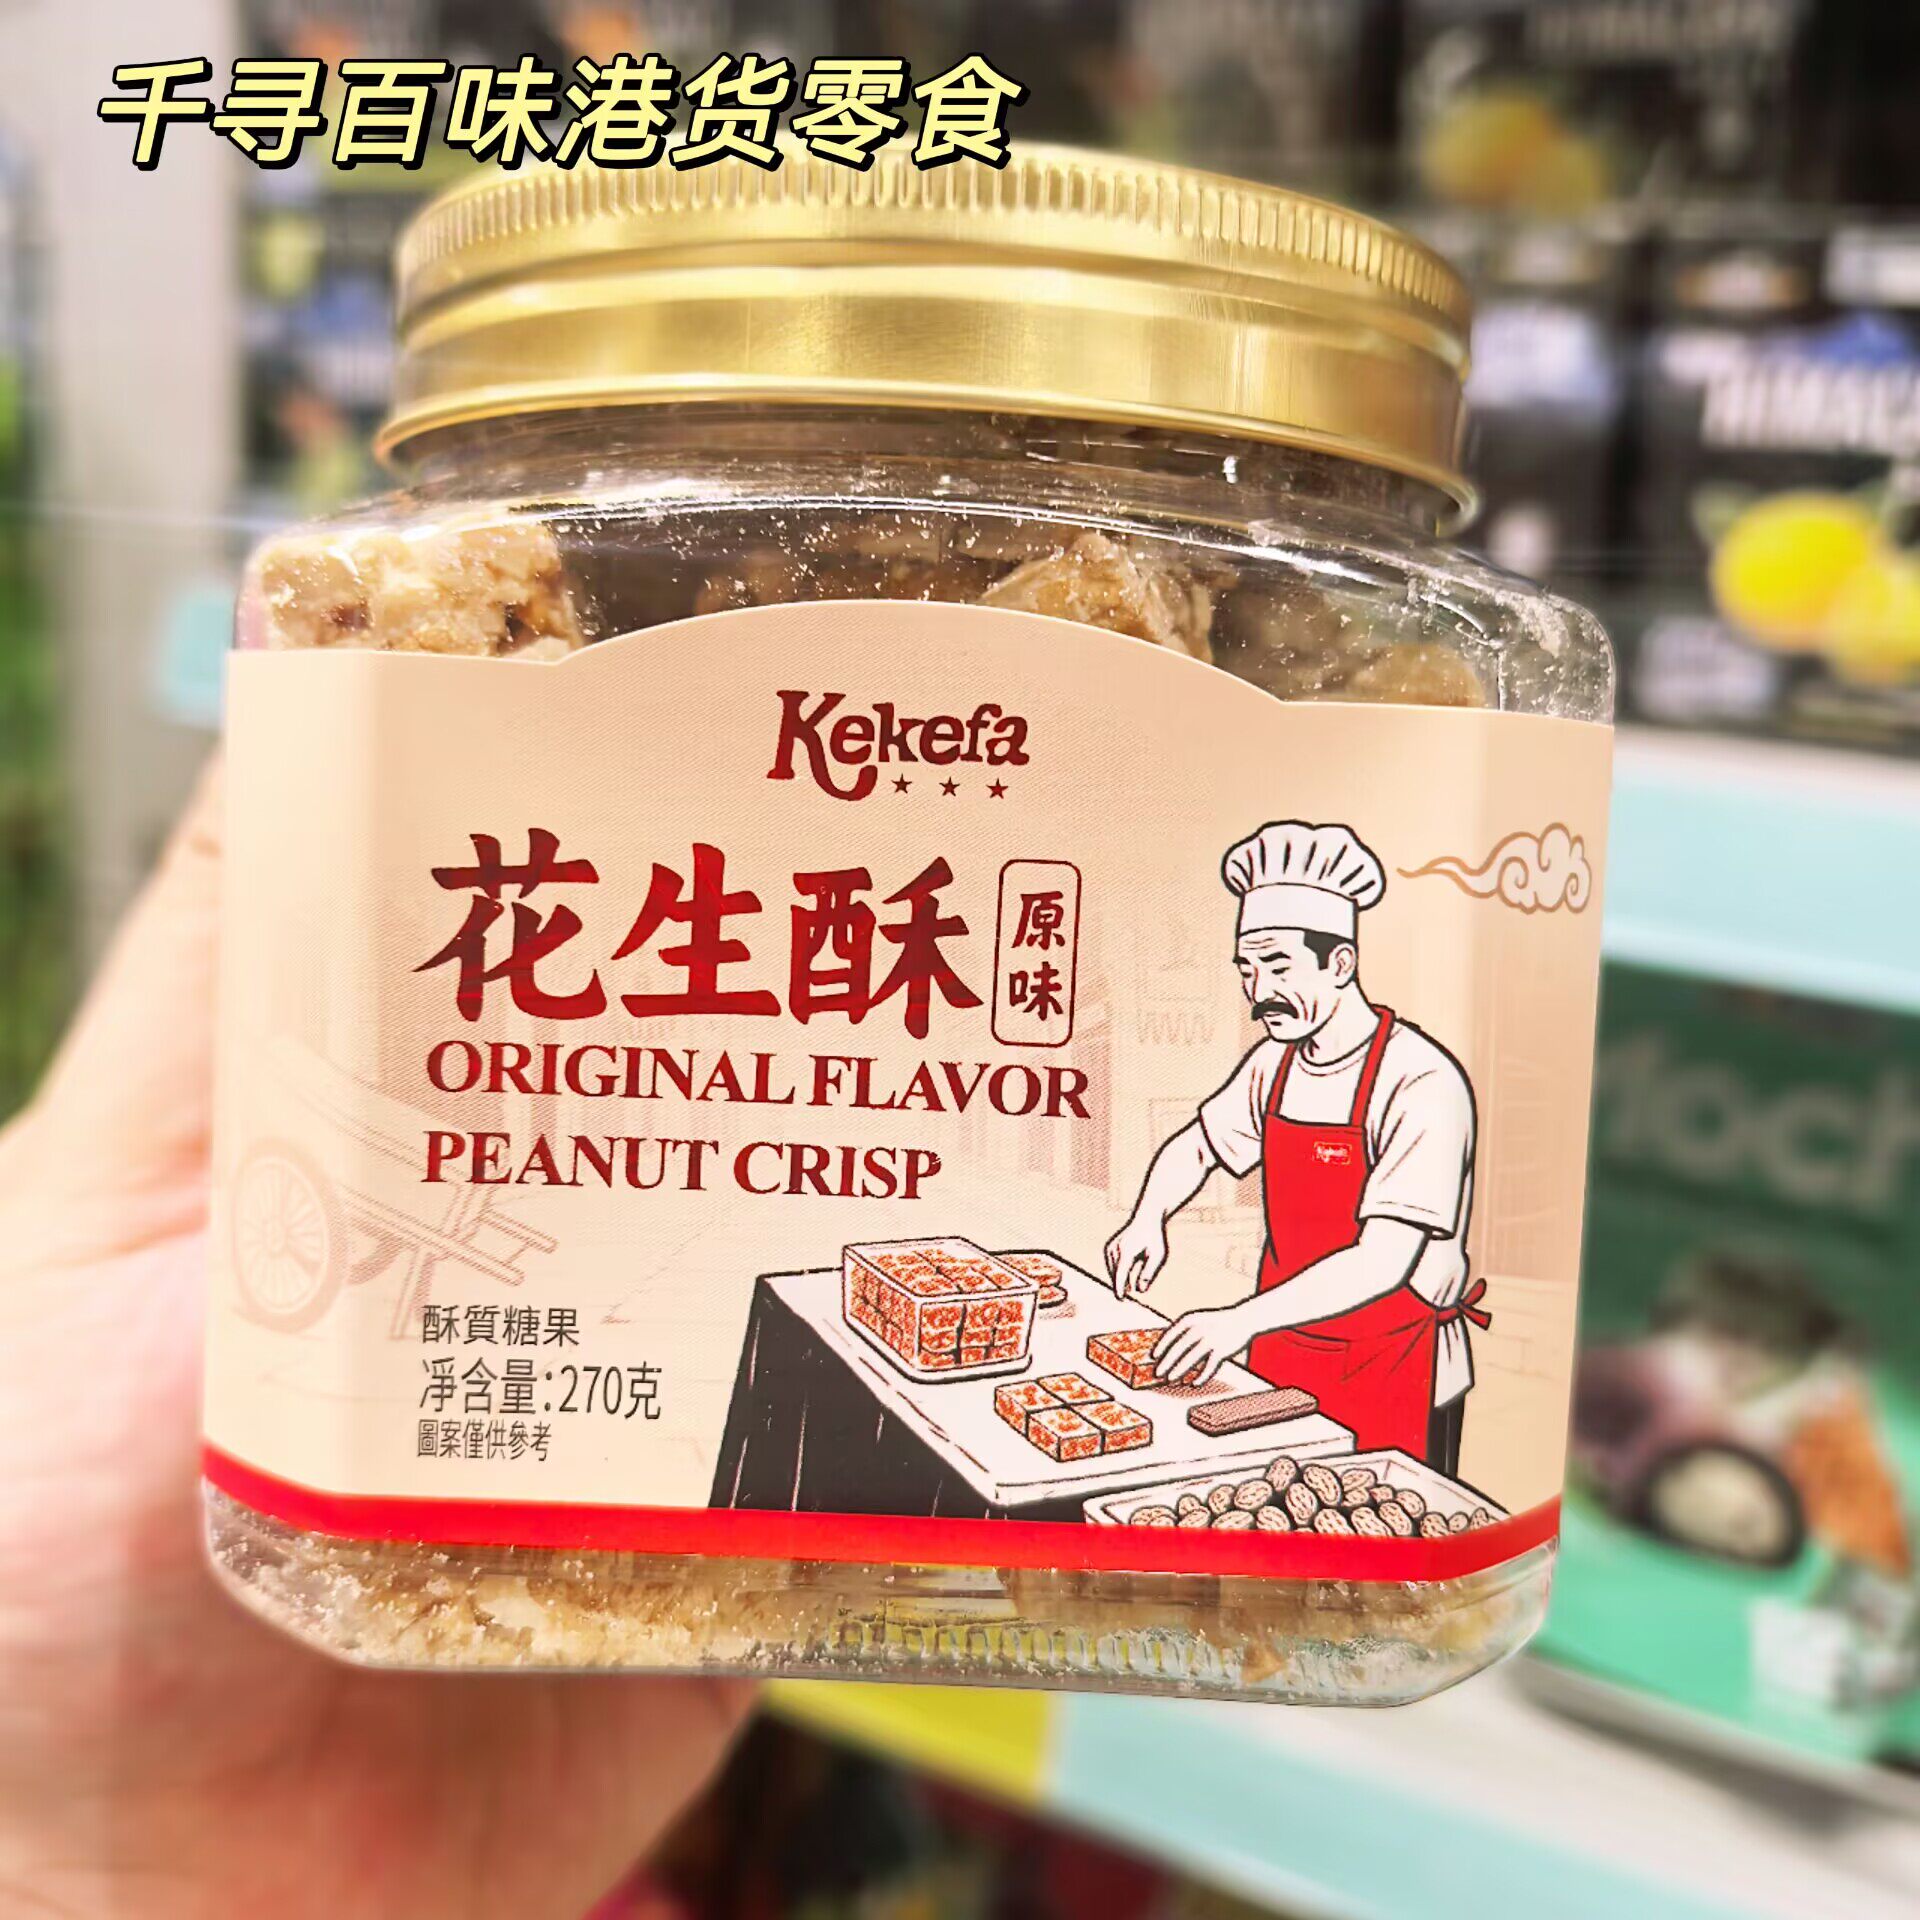 千寻百味港货零食
Kekefa
花生酥
原味
ORIGINAL FLAVOR
PEANUT CRISP
酥質糖果
凈含量:270克
圖案僅供參考